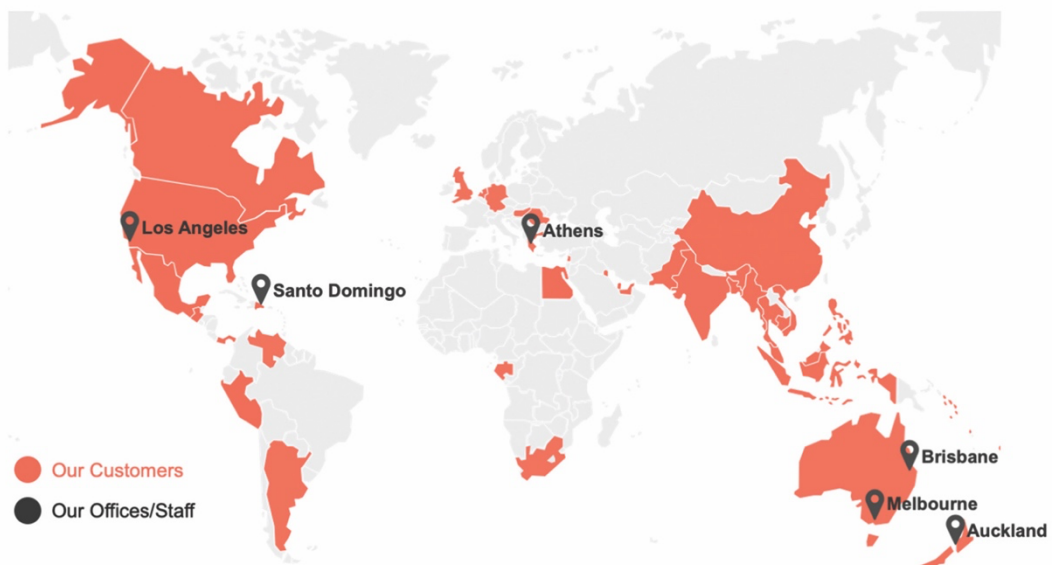 Los Angeles
Athens
Santo Domingo
Our Customers
Brisbane
Our Offices/Staff
Melbourne
Auckland